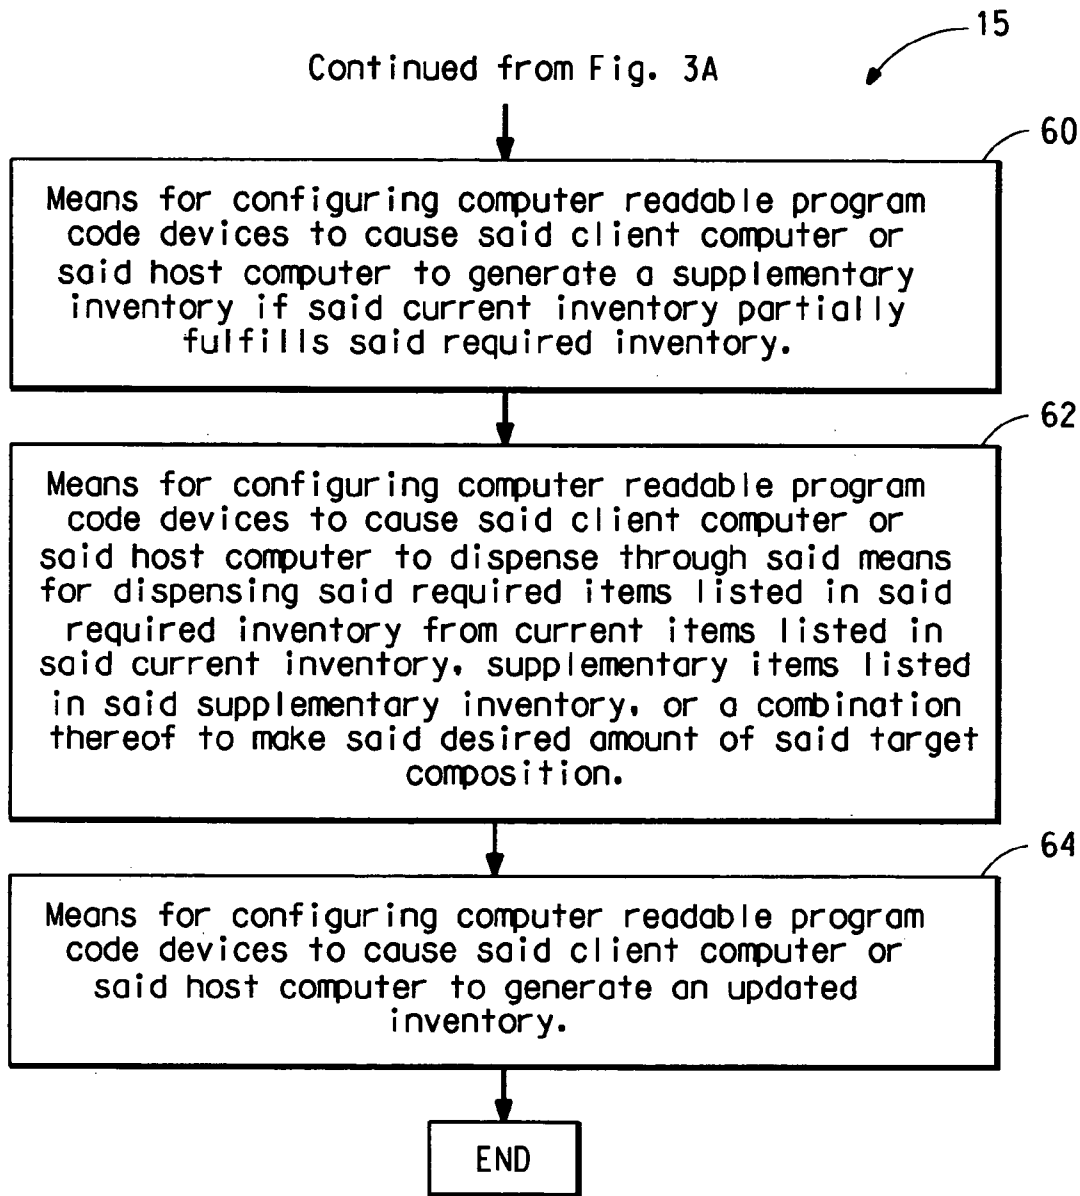 15
Continued from Fig. 3A
60
Means for configuring computer readable program
code devices to cause said client computer or
said host computer to generate a supplementary
inventory if said current inventory partially
fulfills said required inventory.
62
Means for configuring computer readable program
code devices to cause said client computer or
said host computer to dispense through said means
for dispensing said required items listed in said
required inventory from current items listed in
said current inventory, supplementary items listed
in said supplementary inventory, or a combination
thereof to make said desired amount of said target
composition.
64
Means for configuring computer readable program
code devices to cause said client computer or
said host computer to generate an updated
inventory.
END